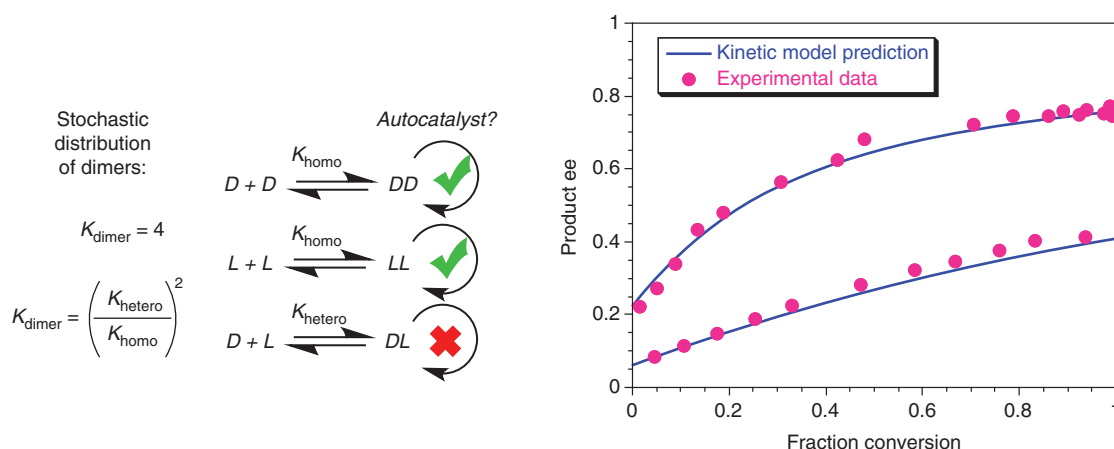 Stochastic
distribution
of dimers:
K_dimer = 4
K_dimer = (K_hetero / K_homo)^2
Autocatalyst?
K_homo
D + D DD
K_homo
L + L LL
K_hetero
D + L DL
Kinetic model prediction
Experimental data
Product ee
1
0.8
0.6
0.4
0.2
0
0 0.2 0.4 0.6 0.8 1
Fraction conversion